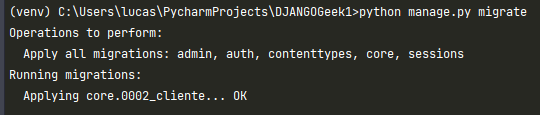 (venv) C:\Users\lucas\PycharmProjects\DJANGOGeek1>python manage.py migrate
Operations to perform:
  Apply all migrations: admin, auth, contenttypes, core, sessions
Running migrations:
  Applying core.0002_cliente... OK